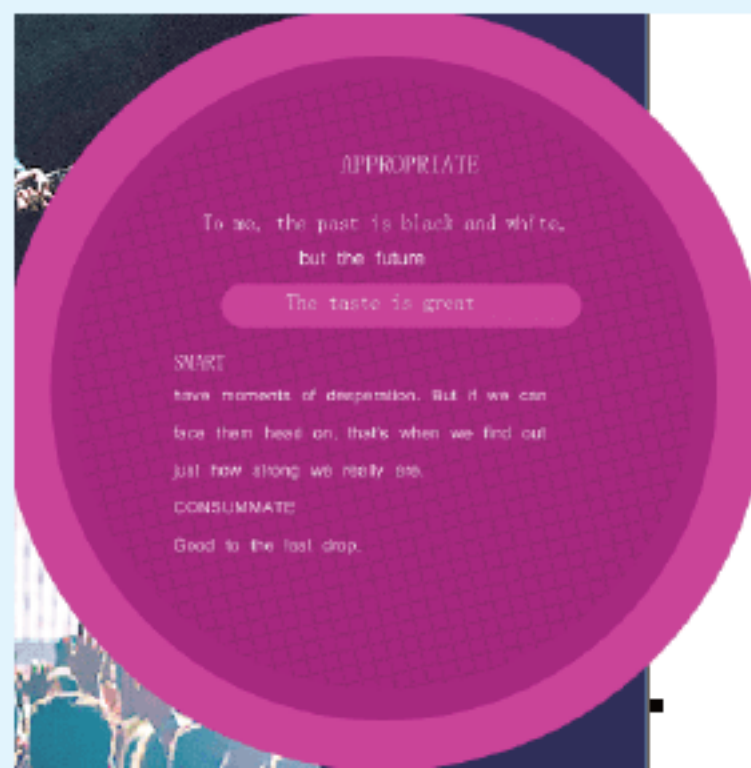 APPROPRIATE
To me, the past is black and white,
but the future
The taste is great
SMART
have moments of desperation. But if we can
face them head on, that's when we find out
just how strong we really are.
CONSUMMATE
Good to the last drop.